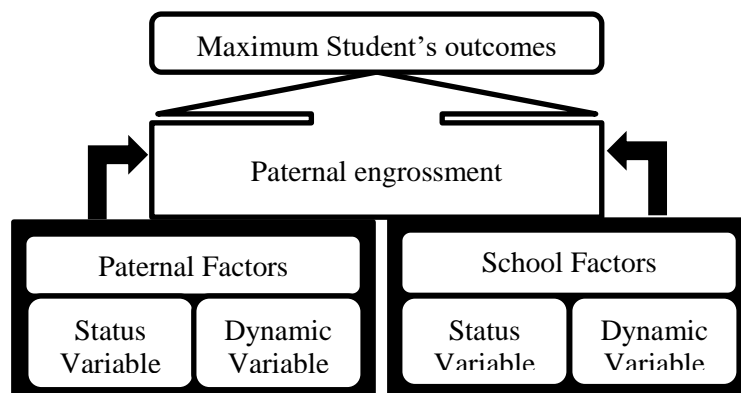 Maximum Student's outcomes
Paternal engrossment
Paternal Factors
School Factors
Status
Variable
Dynamic
Variable
Status
Variable
Dynamic
Variable